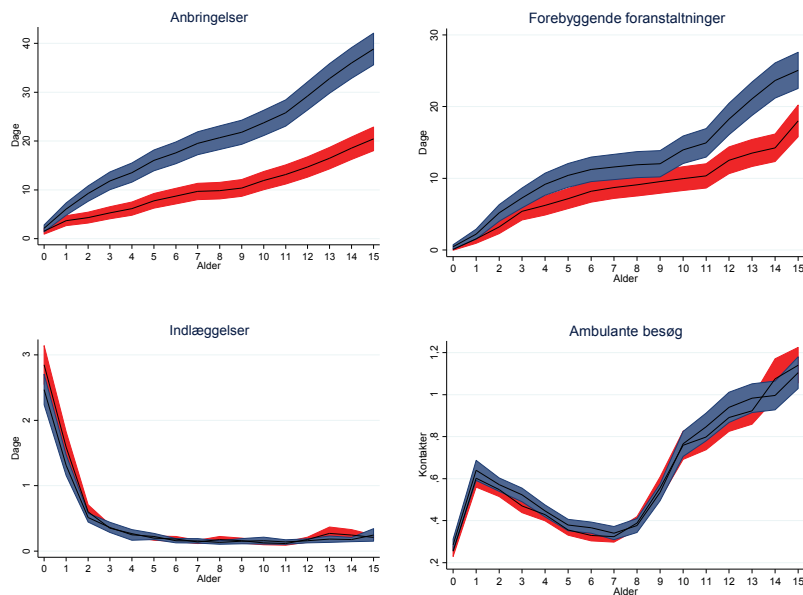 Anbringelser
Dage
40
30
20
10
0
0 1 2 3 4 5 6 7 8 9 10 11 12 13 14 15
Alder
Forebyggende foranstaltninger
Dage
30
20
10
0
0 1 2 3 4 5 6 7 8 9 10 11 12 13 14 15
Alder
Indlæggelser
Dage
3
2
1
0
0 1 2 3 4 5 6 7 8 9 10 11 12 13 14 15
Alder
Ambulante besøg
Kontakter
1.2
1
.8
.6
.4
.2
0 1 2 3 4 5 6 7 8 9 10 11 12 13 14 15
Alder